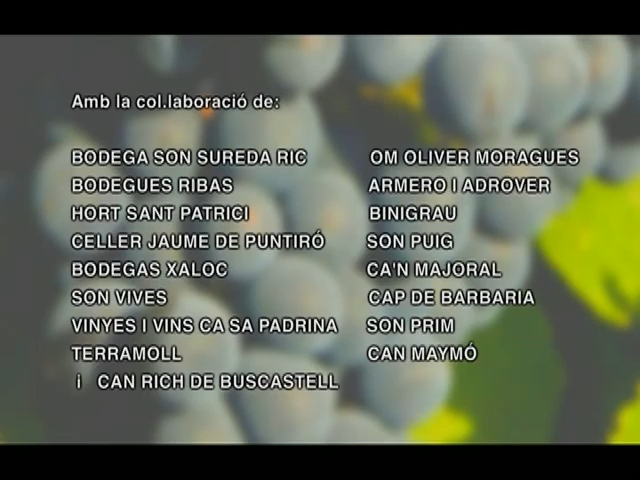 Amb la col.laboració de:
BODEGA SON SUREDA RIC
BODEGUES RIBAS
HORT SANT PATRICI
CELLER JAUME DE PUNTIRÓ
BODEGAS XALOC
SON VIVES
VINYES I VINS CA SA PADRINA
TERRAMOLL
i CAN RICH DE BUSCASTELL
OM OLIVER MORAGUES
ARMERO I ADROVER
BINIGRAU
SON PUIG
CA'N MAJORAL
CAP DE BARBARIA
SON PRIM
CAN MAYMÓ